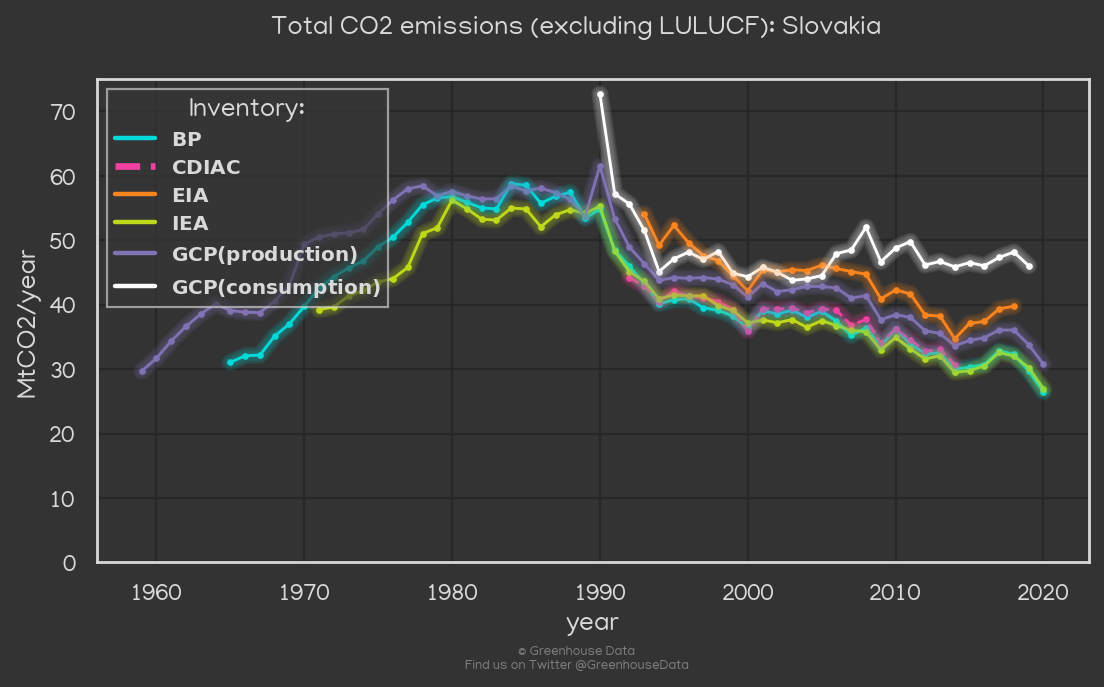 Total CO2 emissions (excluding LULUCF): Slovakia
Inventory:
BP
CDIAC
EIA
IEA
GCP(production)
GCP(consumption)
MtCO2/year
70
60
50
40
30
20
10
0
1960 1970 1980 1990 2000 2010 2020
year
© Greenhouse Data
Find us on Twitter @GreenhouseData